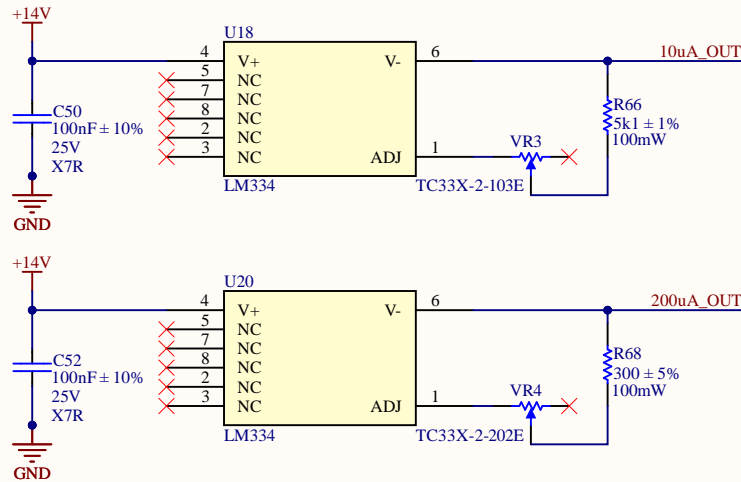 +14V
U18
4
V+
V-
6
10uA_OUT
5
NC
C50
100nF ± 10%
25V
X7R
7
NC
8
NC
2
NC
3
NC
ADJ
1
VR3
R66
5k1 ± 1%
100mW
LM334
TC33X-2-103E
GND
+14V
U20
4
V+
V-
6
200uA_OUT
5
NC
C52
100nF ± 10%
25V
X7R
7
NC
8
NC
2
NC
3
NC
ADJ
1
VR4
R68
300 ± 5%
100mW
LM334
TC33X-2-202E
GND